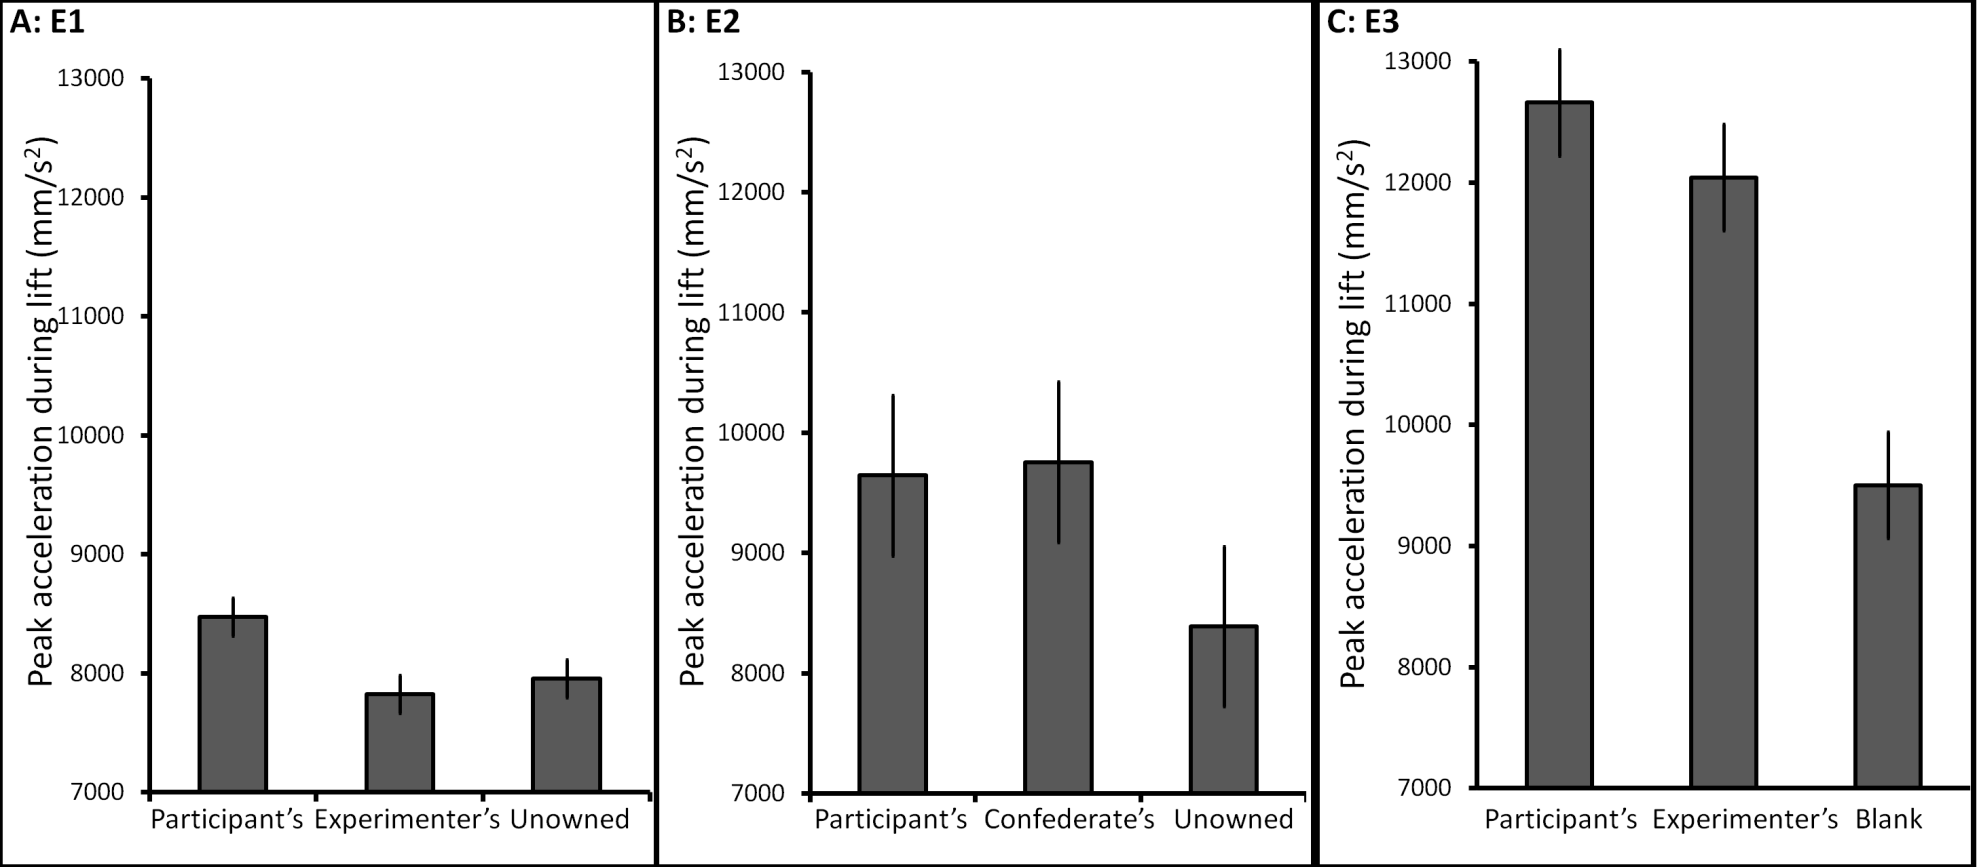 A: E1
13000
12000
11000
10000
9000
8000
7000
Peak acceleration during lift (mm/s²)
Participant’s Experimenter’s Unowned
B: E2
13000
12000
11000
10000
9000
8000
7000
Peak acceleration during lift (mm/s²)
Participant’s Confederate’s Unowned
C: E3
13000
12000
11000
10000
9000
8000
7000
Peak acceleration during lift (mm/s²)
Participant’s Experimenter’s Blank